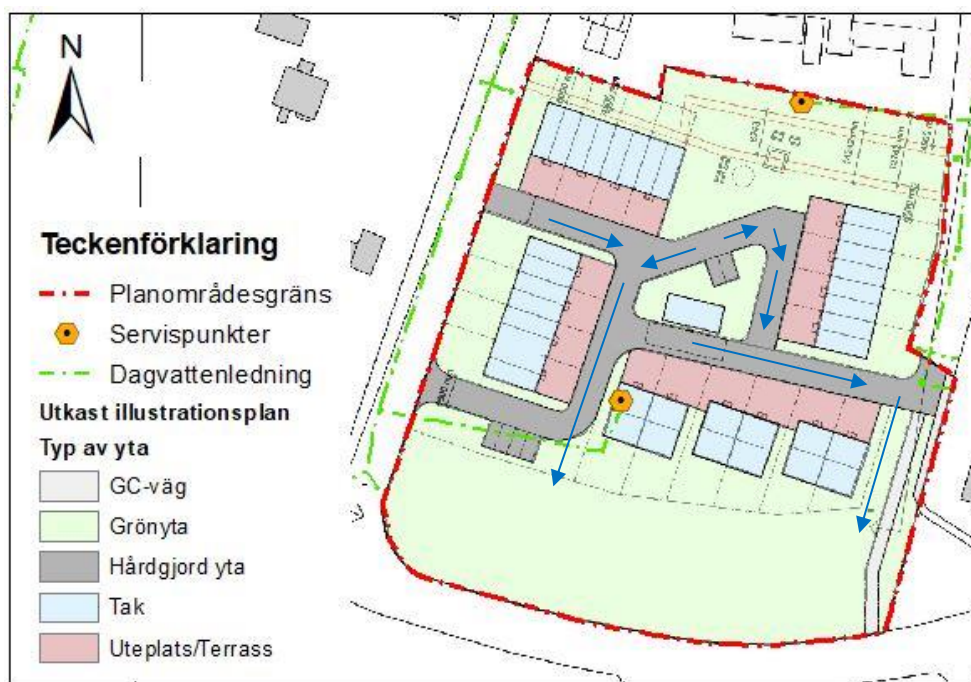 N
Teckenförklaring
Planområdesgräns
Servispunkter
Dagvattenledning
Utkast illustrationsplan
Typ av yta
GC-väg
Grönyta
Hårdgjord yta
Tak
Uteplats/Terrass